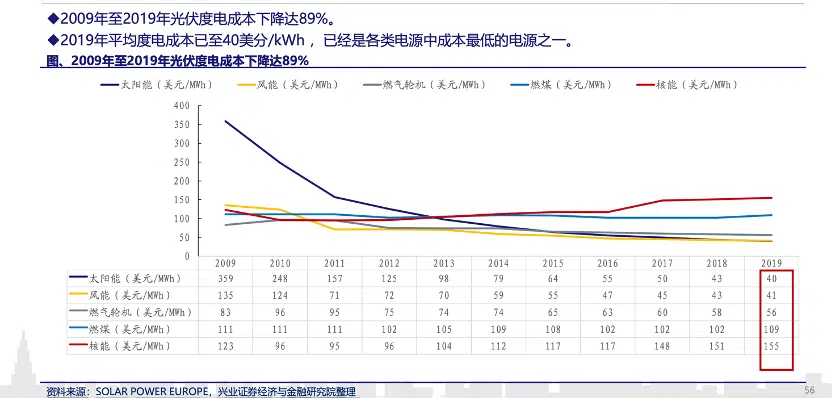 ◆2009年至2019年光伏度电成本下降达89%。
◆2019年平均度电成本已至40美分/kWh ，已经是各类电源中成本最低的电源之一。
图、2009年至2019年光伏度电成本下降达89%
太阳能（美元/MWh） 风能（美元/MWh） 燃气轮机（美元/MWh） 燃煤（美元/MWh） 核能（美元/MWh）
400
350
300
250
200
150
100
50
0
2009 2010 2011 2012 2013 2014 2015 2016 2017 2018 2019
太阳能（美元/MWh） 359 248 157 125 98 79 64 55 50 43 40
风能（美元/MWh） 135 124 71 72 70 59 55 47 45 43 41
燃气轮机（美元/MWh） 83 96 95 75 74 74 65 63 60 58 56
燃煤（美元/MWh） 111 111 111 102 105 109 108 102 102 102 109
核能（美元/MWh） 123 96 95 96 104 112 117 117 148 151 155
资料来源：SOLAR POWER EUROPE，兴业证券经济与金融研究院整理
56